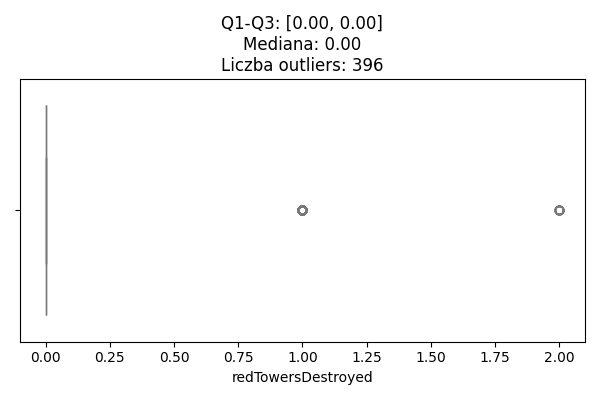 Q1-Q3: [0.00, 0.00]
Mediana: 0.00
Liczba outliers: 396
0.00 0.25 0.50 0.75 1.00 1.25 1.50 1.75 2.00
redTowersDestroyed